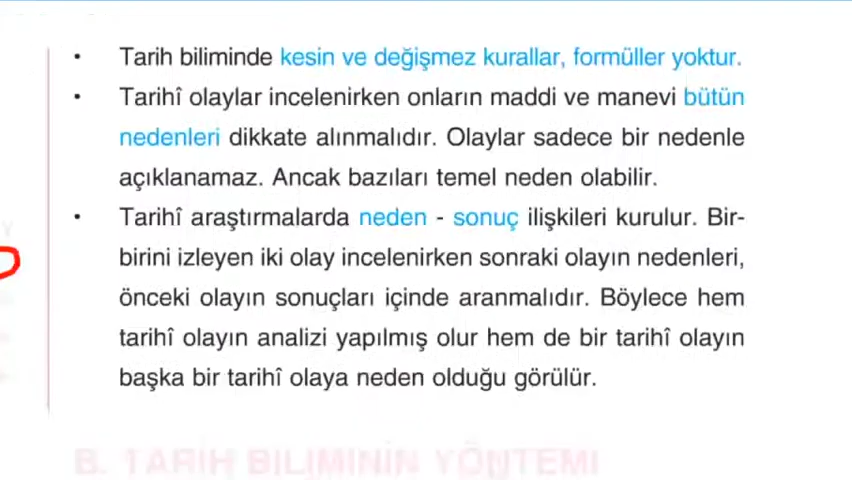 • Tarih biliminde kesin ve değişmez kurallar, formüller yoktur.
• Tarihî olaylar incelenirken onların maddi ve manevi bütün
nedenleri dikkate alınmalıdır. Olaylar sadece bir nedenle
açıklanamaz. Ancak bazıları temel neden olabilir.
• Tarihî araştırmalarda neden - sonuç ilişkileri kurulur. Bir-
birini izleyen iki olay incelenirken sonraki olayın nedenleri,
önceki olayın sonuçları içinde aranmalıdır. Böylece hem
tarihî olayın analizi yapılmış olur hem de bir tarihî olayın
başka bir tarihî olaya neden olduğu görülür.
B. TARİH BİLİMİNİN YÖNTEMİ